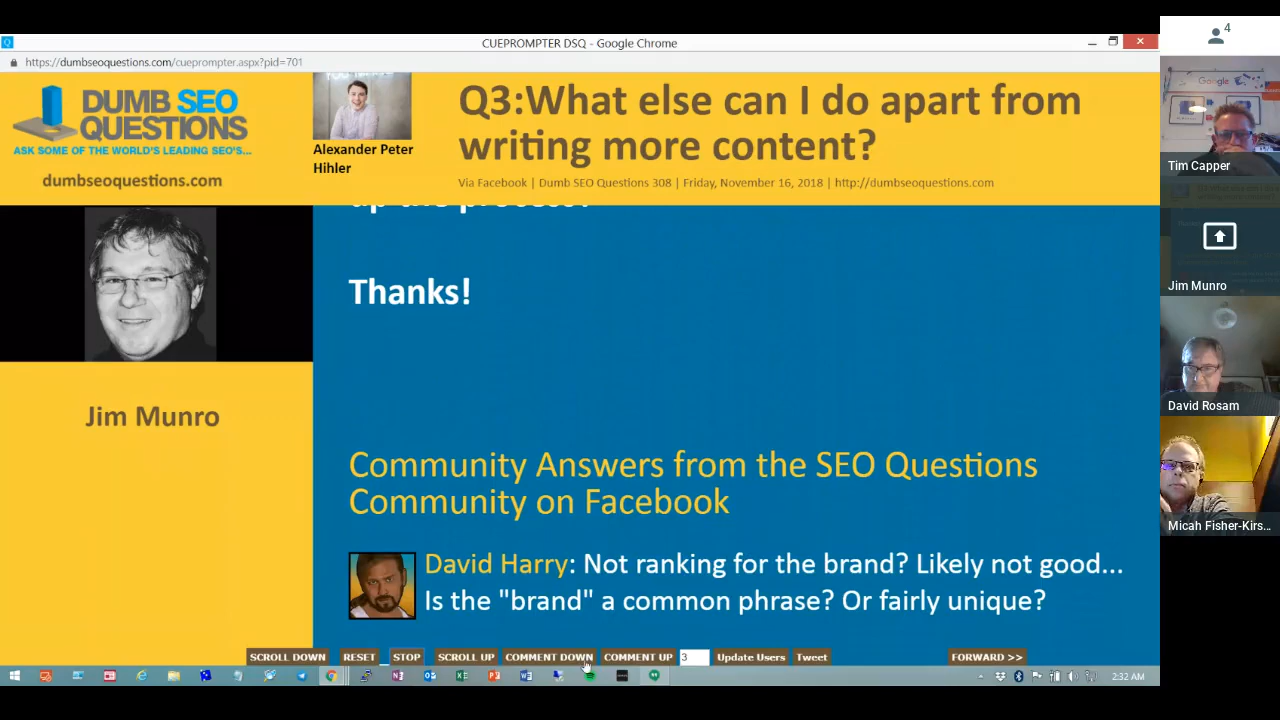 CUEPROMPTER DSQ - Google Chrome
https://dumbseoquestions.com/cueprompter.aspx?pid=701
DUMB SEO
QUESTIONS
ASK SOME OF THE WORLD'S LEADING SEO'S...
dumbseoquestions.com
Alexander Peter
Hihler
Q3:What else can I do apart from
writing more content?
Via Facebook | Dumb SEO Questions 308 | Friday, November 16, 2018 | http://dumbseoquestions.com
Jim Munro
up the process?
Thanks!
Community Answers from the SEO Questions
Community on Facebook
David Harry: Not ranking for the brand? Likely not good...
Is the "brand" a common phrase? Or fairly unique?
SCROLL DOWN RESET STOP SCROLL UP COMMENT DOWN COMMENT UP 3 Update Users Tweet FORWARD >>
2:32 AM
4
Google
Tim Capper
Jim Munro
David Rosam
Micah Fisher-Kirs...